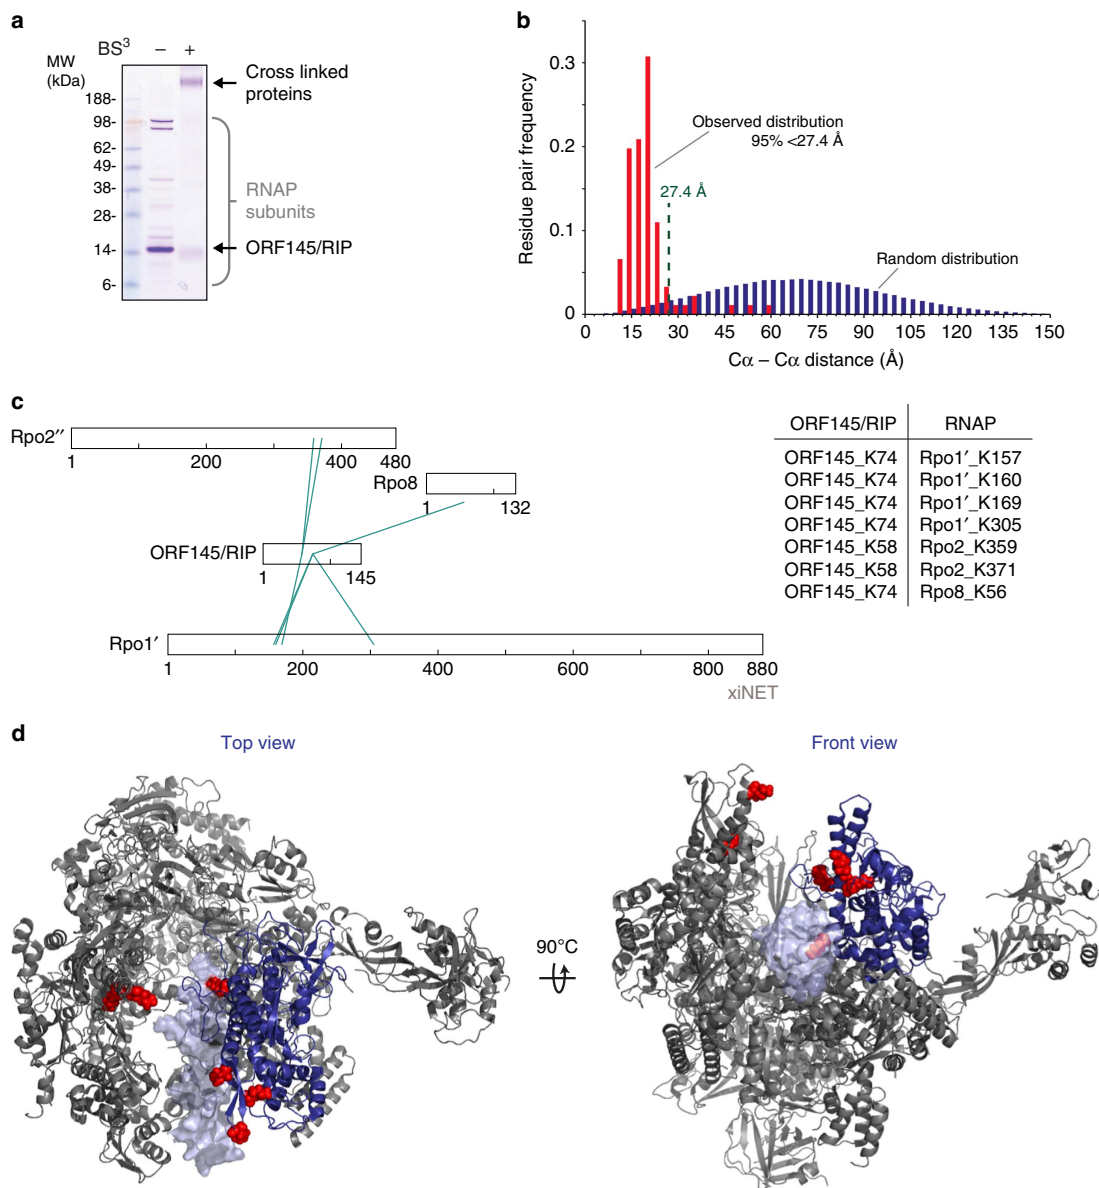 a
BS³ – +
MW
(kDa)
188-
98-
62-
49-
38-
28-
14-
6-
Cross linked
proteins
RNAP
subunits
ORF145/RIP
b
Residue pair frequency
0.3
0.2
0.1
0
Observed distribution
95% <27.4 Å
27.4 Å
Random distribution
0 15 30 45 60 75 90 105 120 135 150
Cα – Cα distance (Å)
c
Rpo2′′
1 200 400 480
Rpo8
1 132
ORF145/RIP
1 145
Rpo1′
1 200 400 600 800 880
xiNET
ORF145/RIP RNAP
ORF145_K74 Rpo1′_K157
ORF145_K74 Rpo1′_K160
ORF145_K74 Rpo1′_K169
ORF145_K74 Rpo1′_K305
ORF145_K58 Rpo2_K359
ORF145_K58 Rpo2_K371
ORF145_K74 Rpo8_K56
d
Top view
Front view
90°C